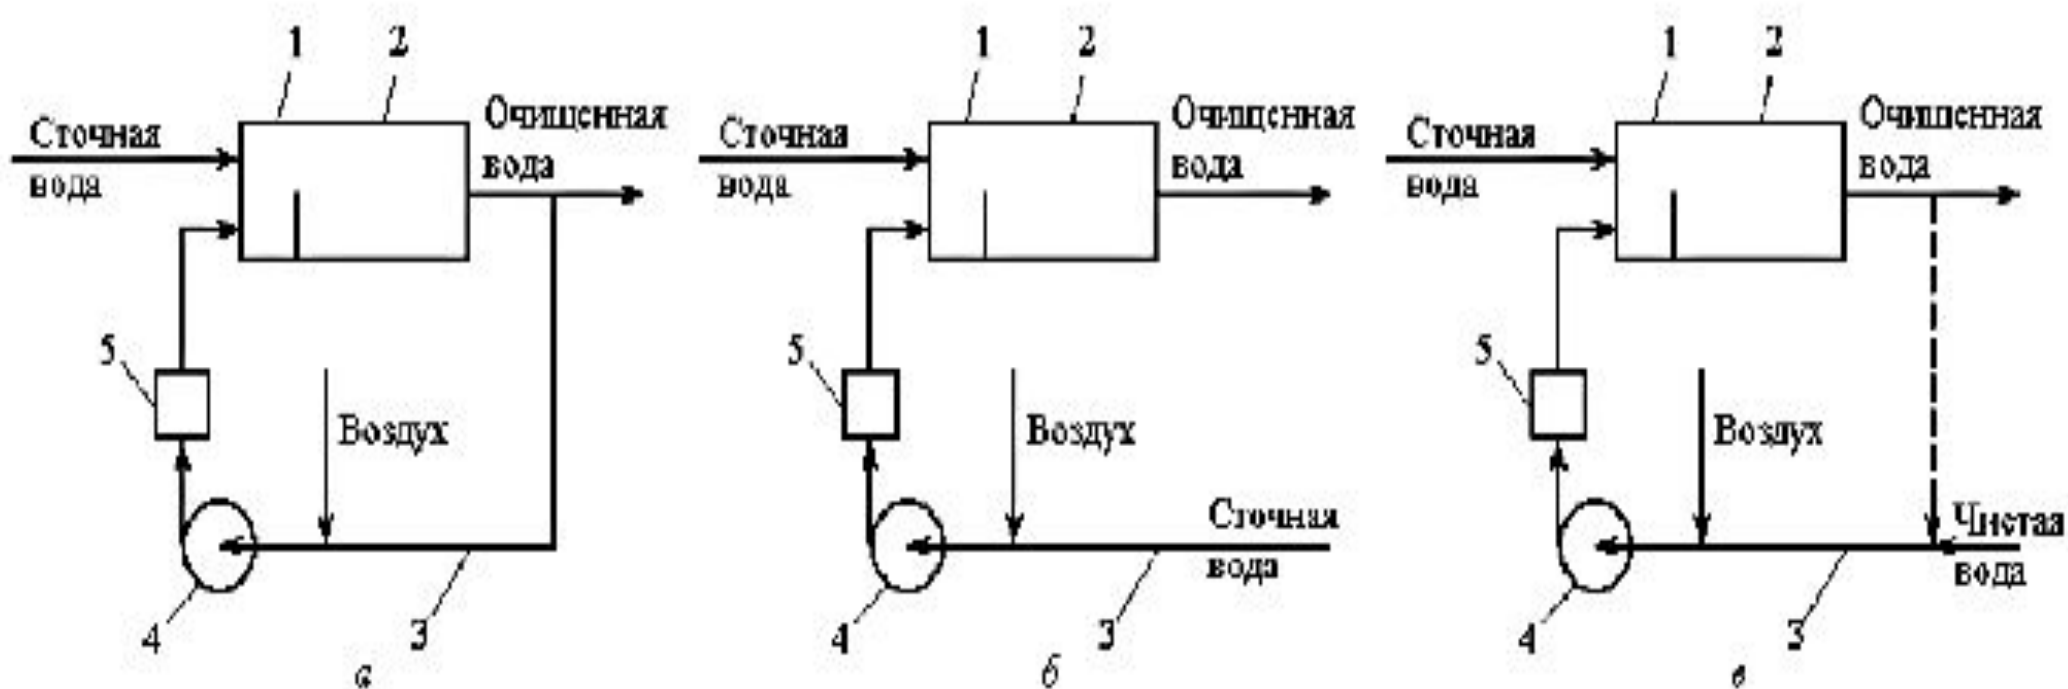 1 2
Сточная
вода
Очищенная
вода
5
Воздух
4
3
а
1 2
Сточная
вода
Очищенная
вода
5
Воздух
Сточная
вода
4
3
б
1 2
Сточная
вода
Очищенная
вода
5
Воздух
Чистая
вода
4
3
в